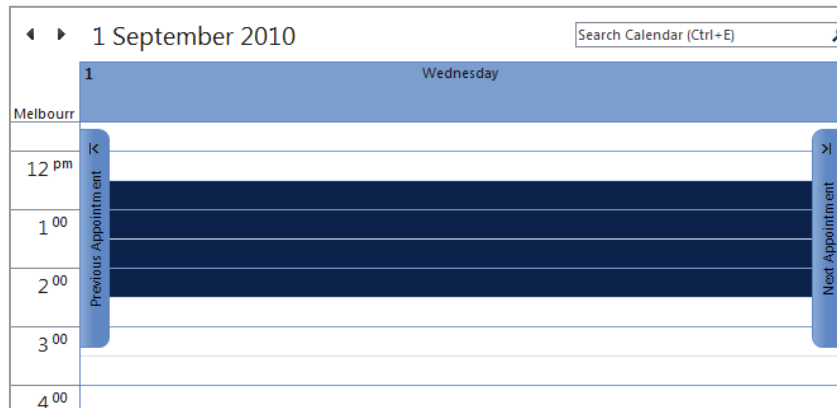 1 September 2010
Search Calendar (Ctrl+E)
1 Wednesday
Melbourr
Previous Appointment
Next Appointment
12 pm
1 00
2 00
3 00
4 00